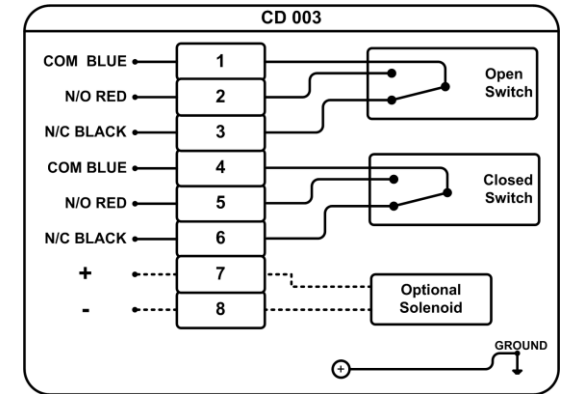 CD 003
COM BLUE 1
N/O RED 2
Open
Switch
N/C BLACK 3
COM BLUE 4
N/O RED 5
Closed
Switch
N/C BLACK 6
+ 7
Optional
Solenoid
- 8
GROUND
+